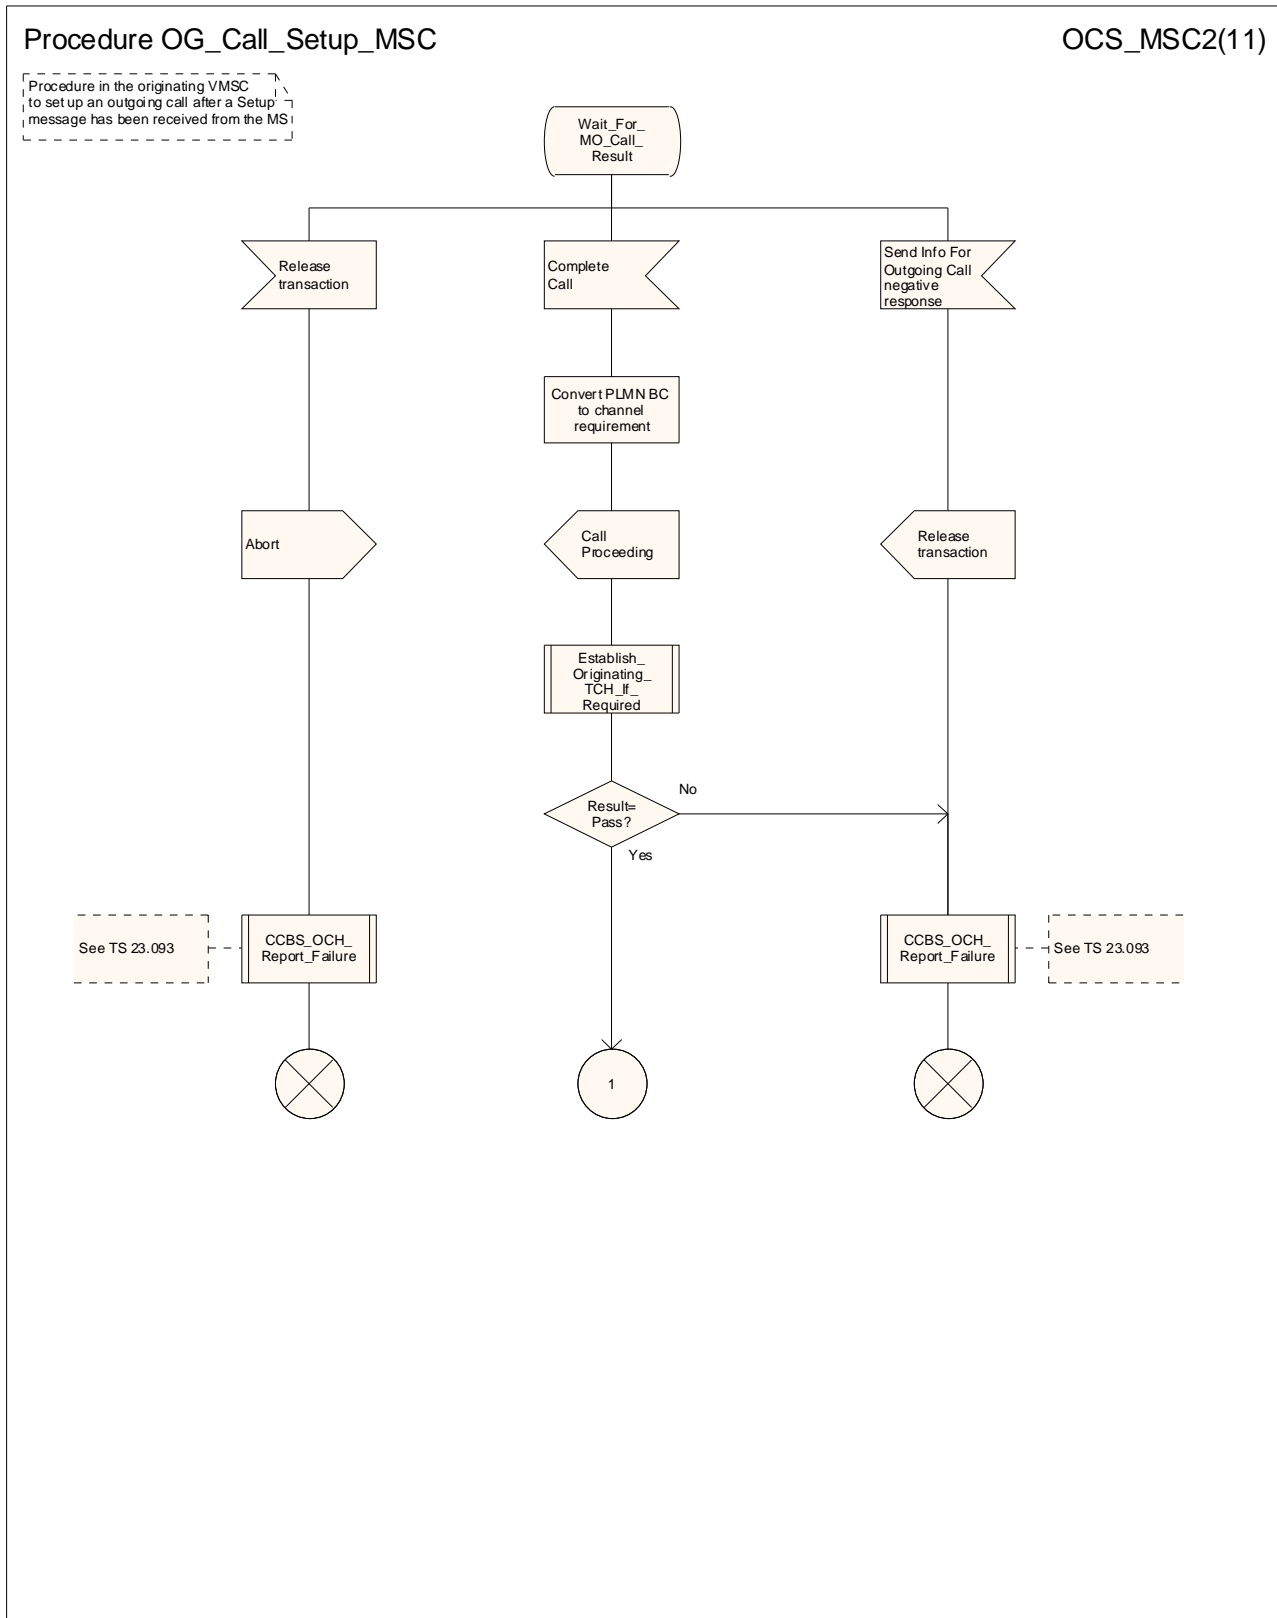 Procedure OG_Call_Setup_MSC
OCS_MSC2(11)
Procedure in the originating VMSC
to set up an outgoing call after a Setup
message has been received from the MS
Wait_For_
MO_Call_
Result
Release
transaction
Complete
Call
Send Info For
Outgoing Call
negative
response
Convert PLMN BC
to channel
requirement
Abort
Call
Proceeding
Release
transaction
Establish_
Originating_
TCH_If_
Required
Result=
Pass?
No
Yes
See TS 23.093
CCBS_OCH_
Report_Failure
CCBS_OCH_
Report_Failure
See TS 23.093
1